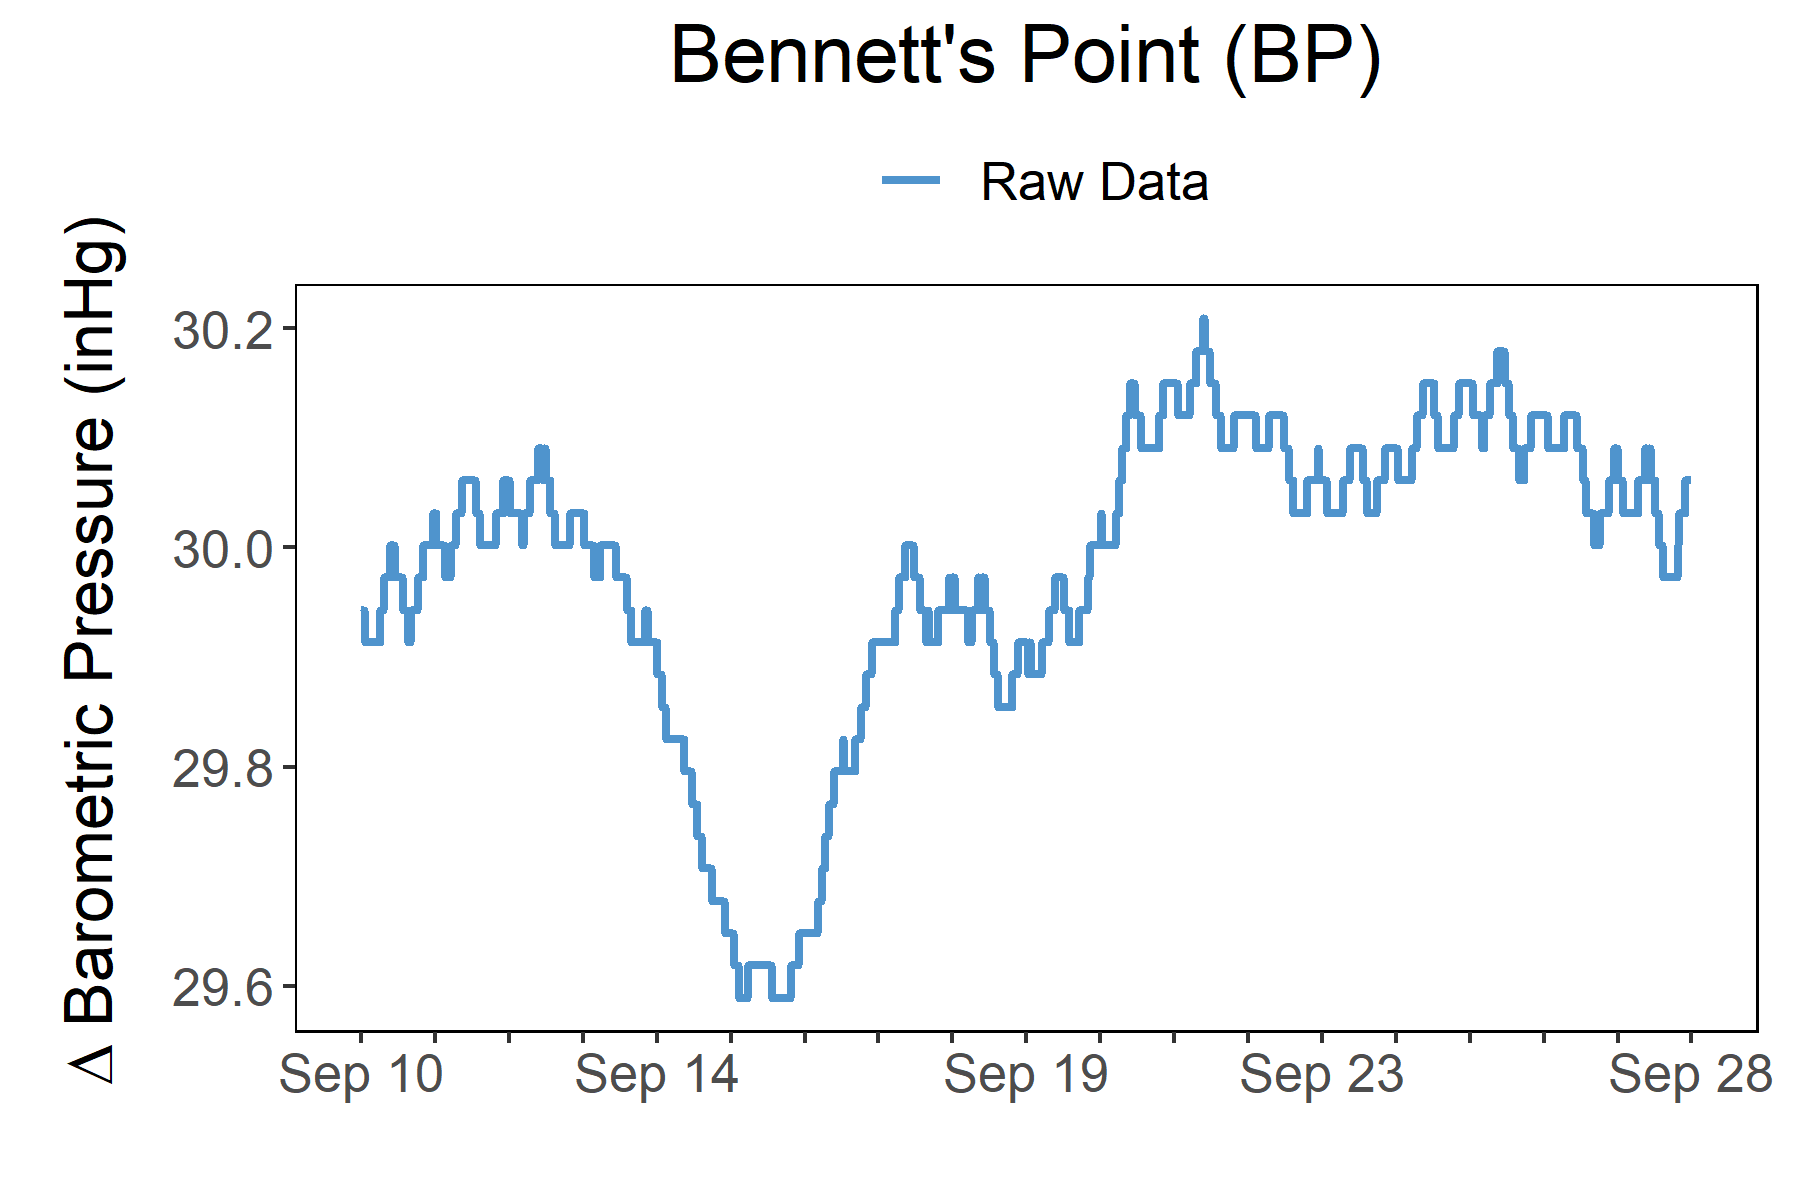 Bennett's Point (BP)
Raw Data
Δ Barometric Pressure (inHg)
30.2
30.0
29.8
29.6
Sep 10 Sep 14 Sep 19 Sep 23 Sep 28